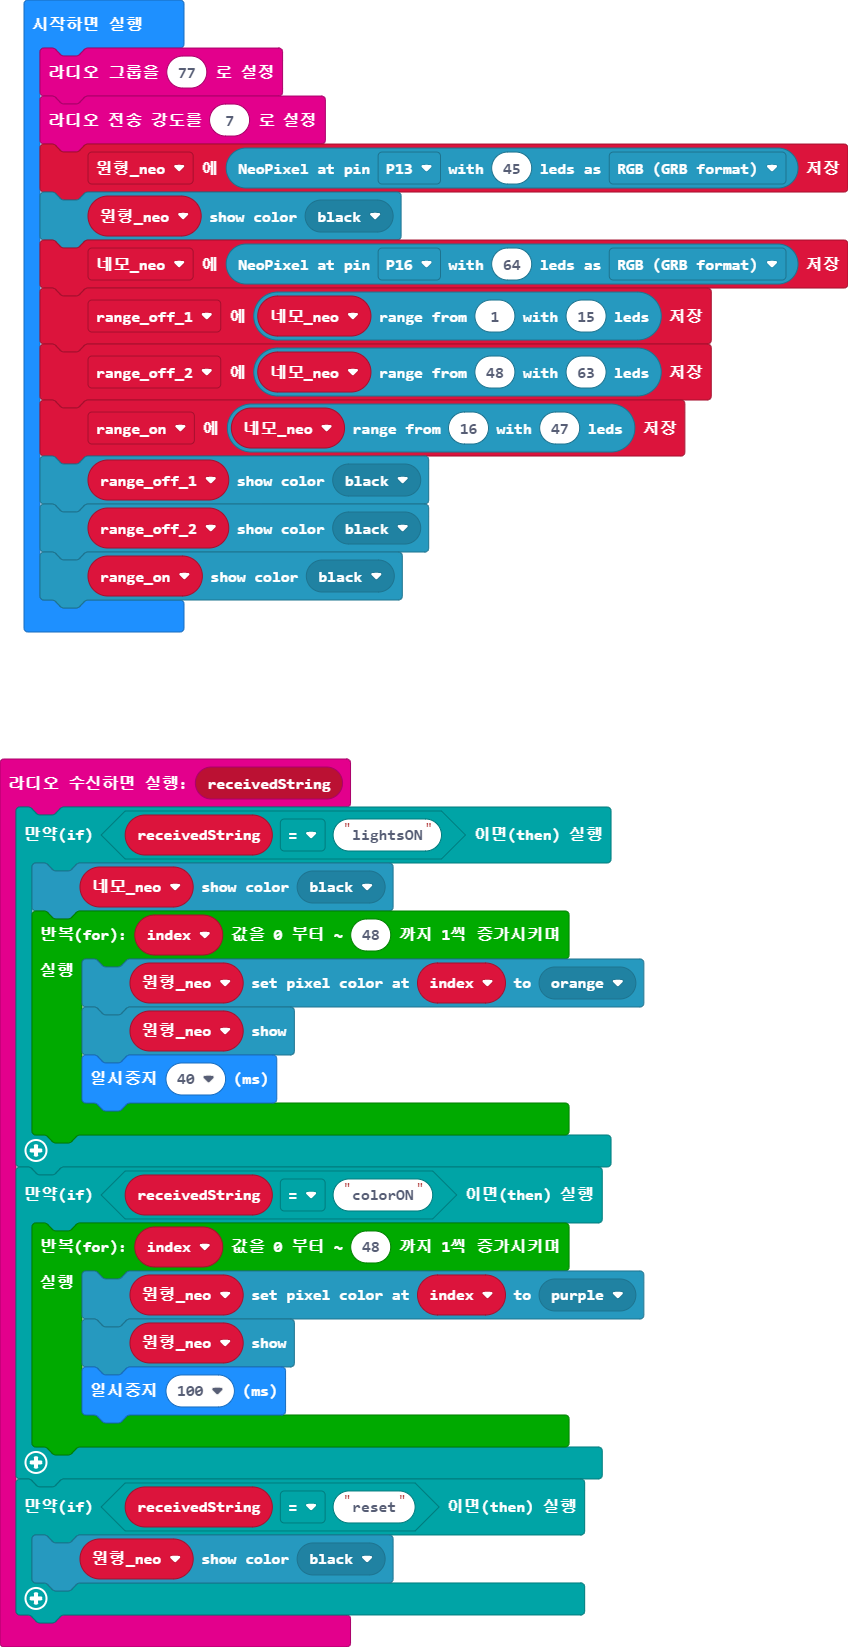 시작하면 실행
라디오 그룹을 77 로 설정
라디오 전송 강도를 7 로 설정
원형_neo 에 NeoPixel at pin P13 with 45 leds as RGB (GRB format) 저장
원형_neo show color black
네모_neo 에 NeoPixel at pin P16 with 64 leds as RGB (GRB format) 저장
range_off_1 에 네모_neo range from 1 with 15 leds 저장
range_off_2 에 네모_neo range from 48 with 63 leds 저장
range_on 에 네모_neo range from 16 with 47 leds 저장
range_off_1 show color black
range_off_2 show color black
range_on show color black
라디오 수신하면 실행: receivedString
만약(if) receivedString = "lightsON" 이면(then) 실행
네모_neo show color black
반복(for): index 값을 0 부터 ~ 48 까지 1씩 증가시키며
실행 원형_neo set pixel color at index to orange
원형_neo show
일시중지 40 (ms)
만약(if) receivedString = "colorON" 이면(then) 실행
반복(for): index 값을 0 부터 ~ 48 까지 1씩 증가시키며
실행 원형_neo set pixel color at index to purple
원형_neo show
일시중지 100 (ms)
만약(if) receivedString = "reset" 이면(then) 실행
원형_neo show color black